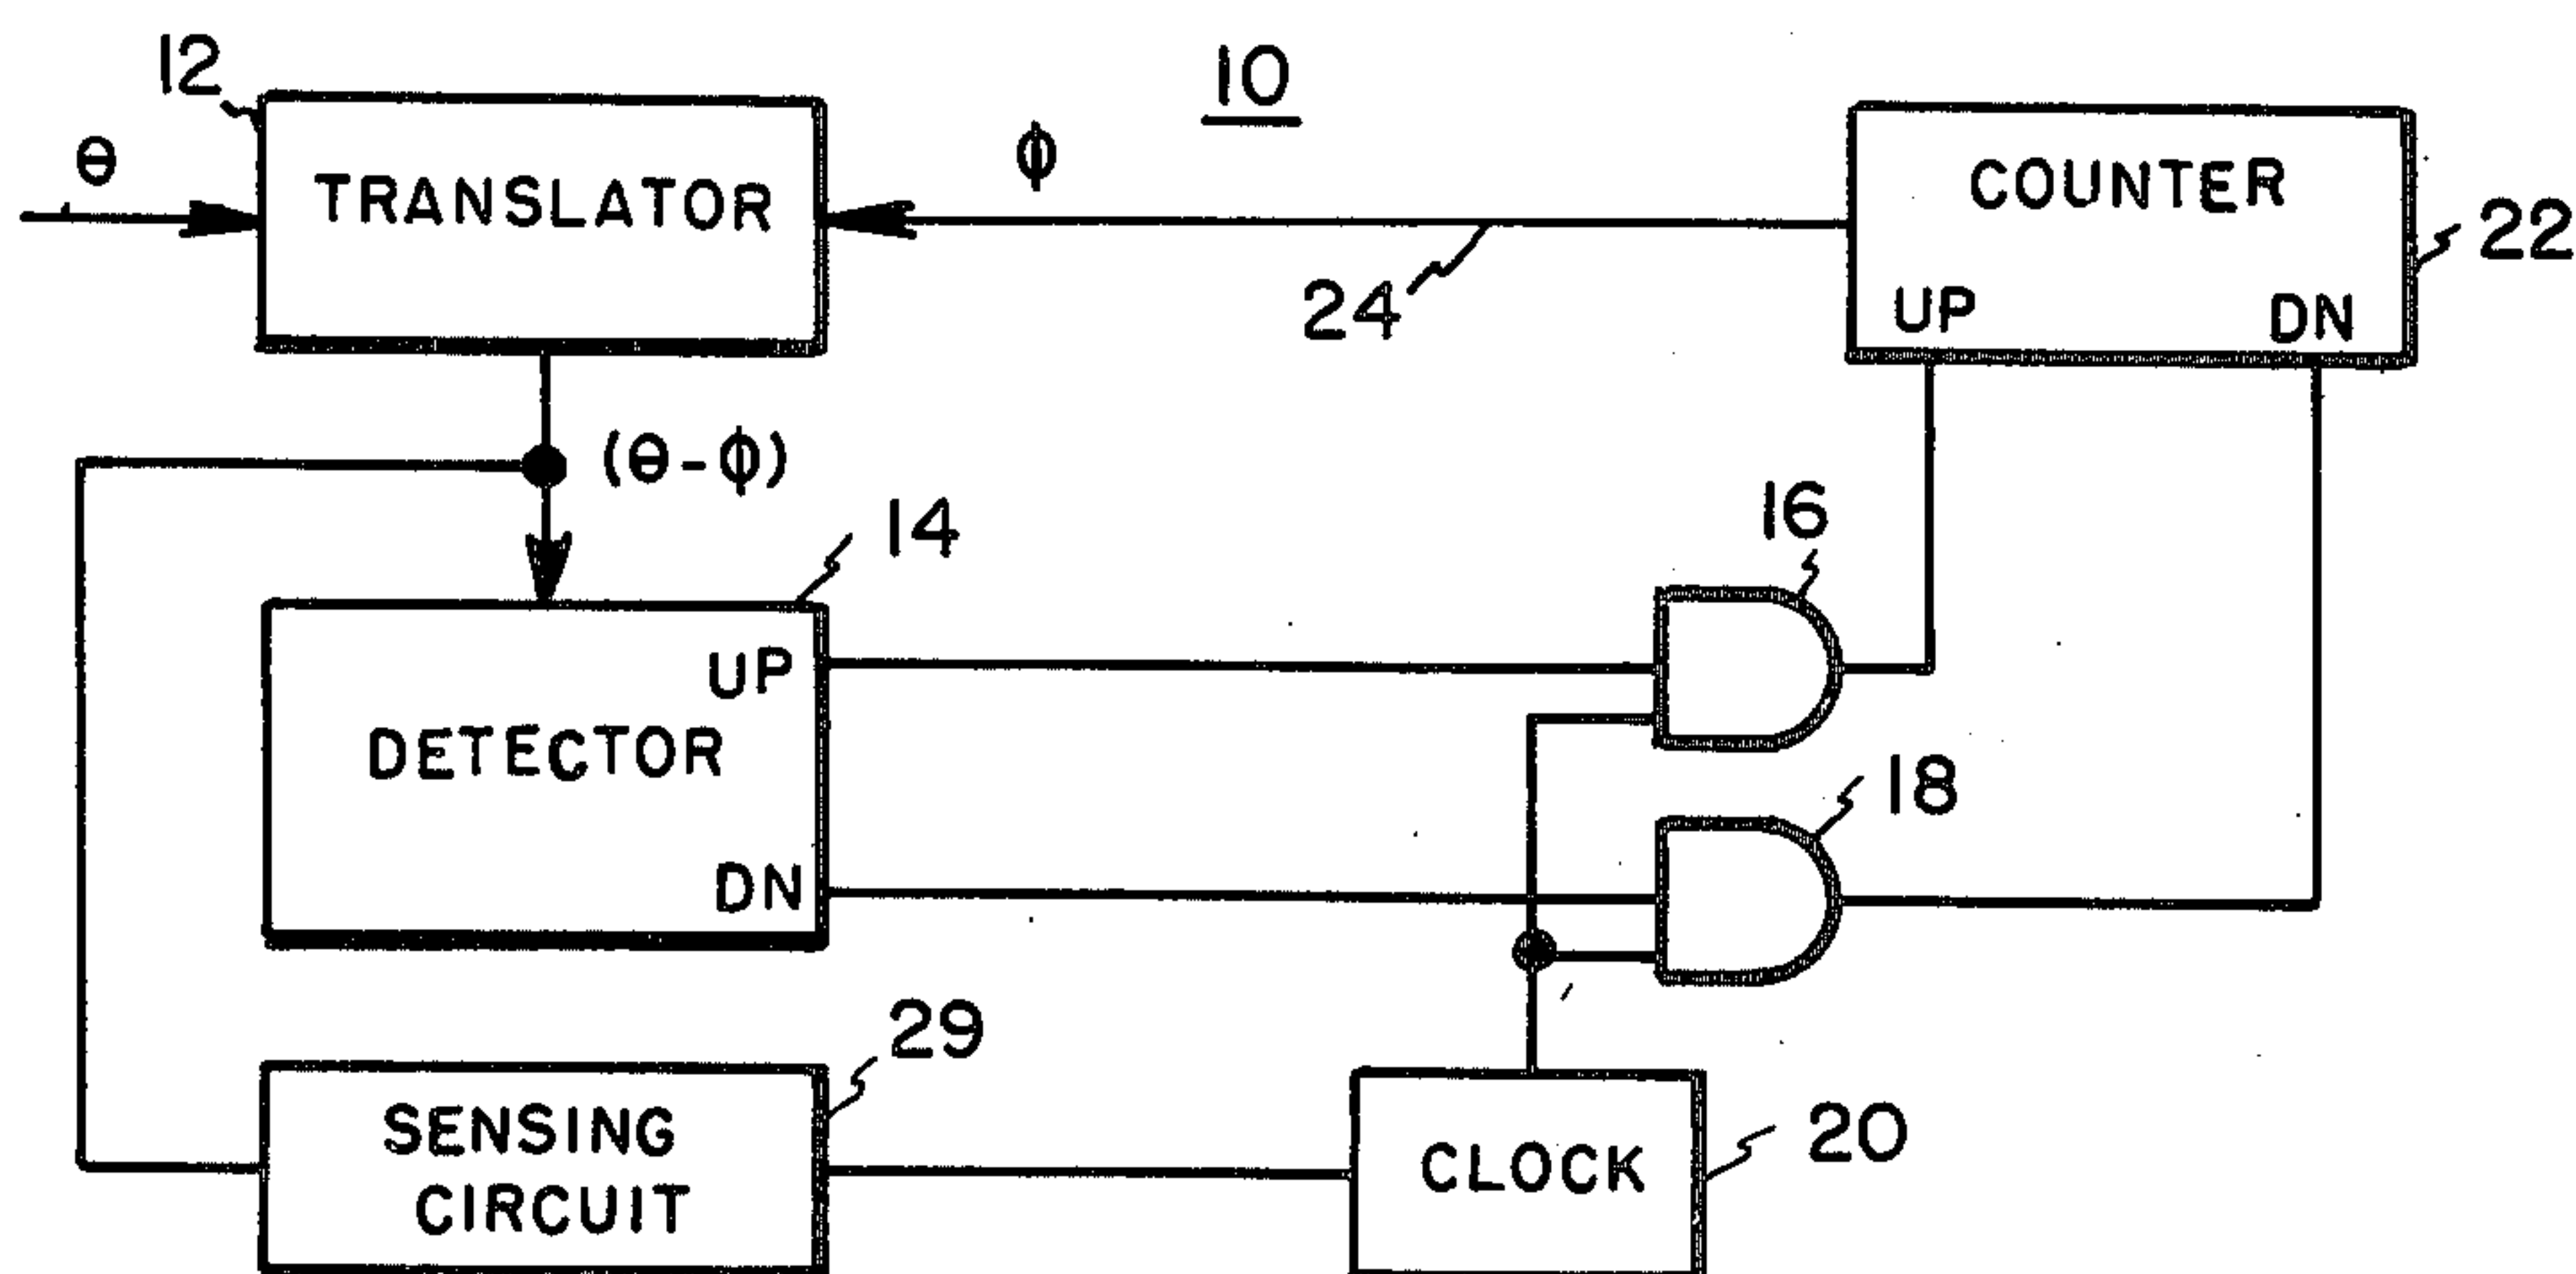 12
10
θ
TRANSLATOR
ϕ
24
COUNTER
UP
DN
22
(θ-ϕ)
14
UP
DETECTOR
DN
16
18
29
SENSING
CIRCUIT
CLOCK
20